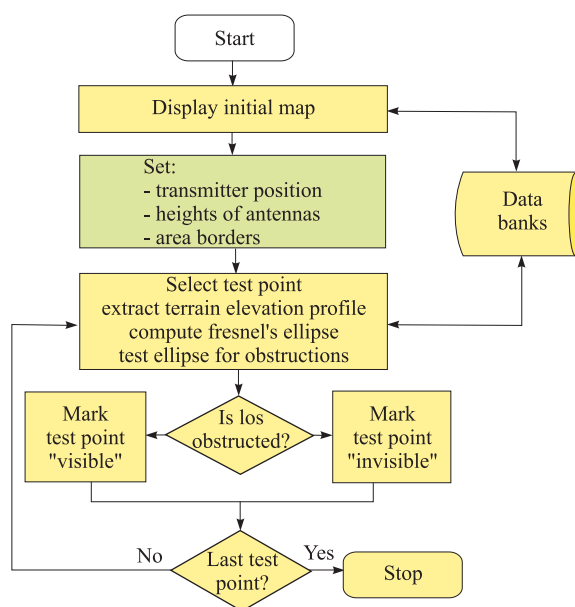 Start
Display initial map
Set:
- transmitter position
- heights of antennas
- area borders
Data
banks
Select test point
extract terrain elevation profile
compute fresnel's ellipse
test ellipse for obstructions
Mark
test point
"visible"
Is los
obstructed?
Mark
test point
"invisible"
No
Last test
point?
Yes
Stop